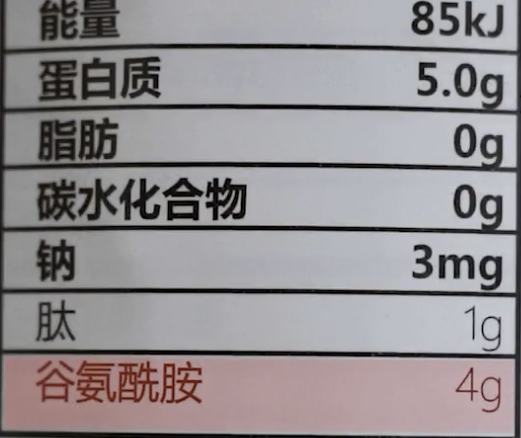 能量 85kJ
蛋白质 5.0g
脂肪 0g
碳水化合物 0g
钠 3mg
肽 1g
谷氨酰胺 4g